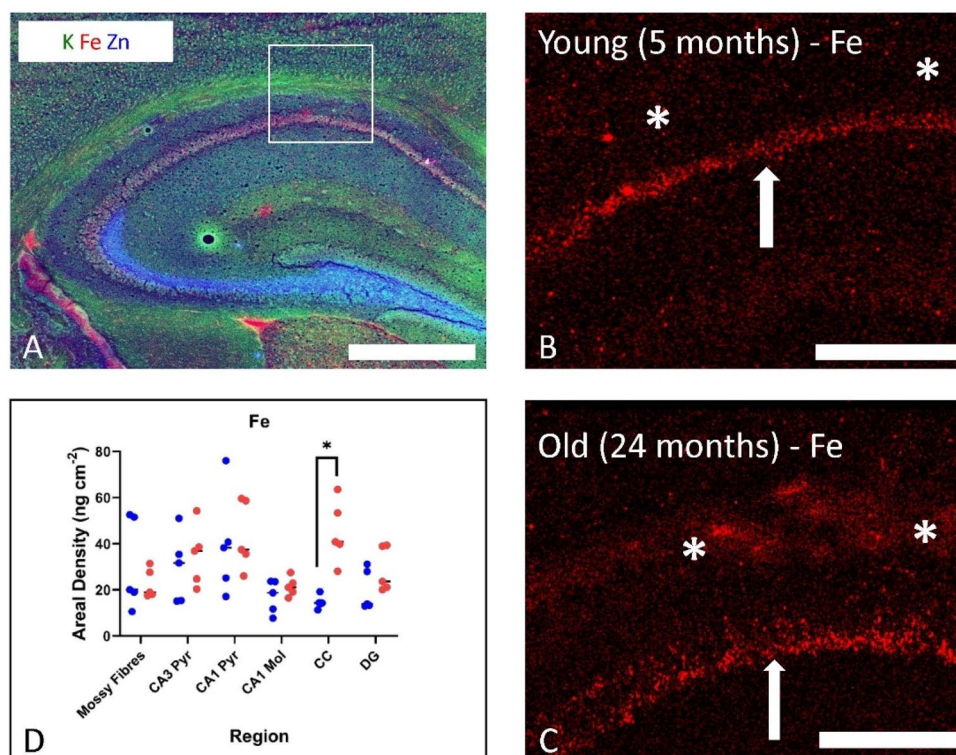 K Fe Zn
A
Young (5 months) - Fe
*
*
B
Fe
80
60
40
20
0
Areal Density (ng cm⁻²)
*
Mossy Fibres
CA3 Pyr
CA1 Pyr
CA1 Mol
CC
DG
Region
D
Old (24 months) - Fe
*
*
C